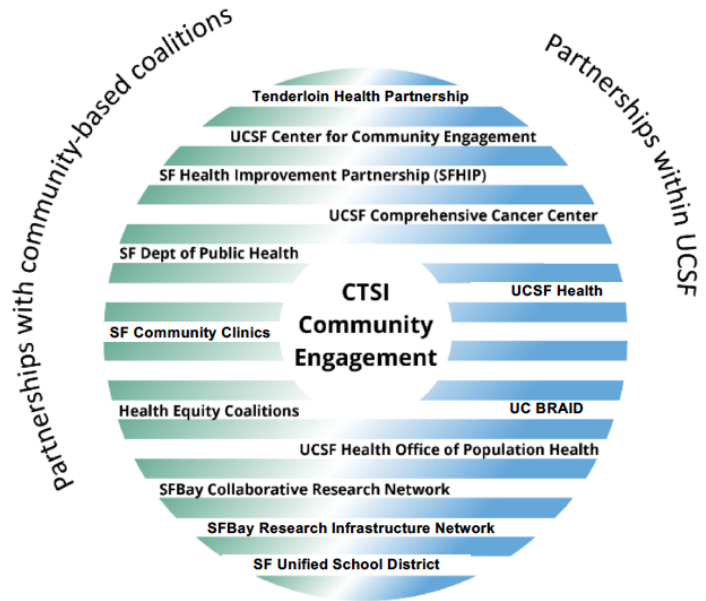 Partnerships with community-based coalitions
Partnerships within UCSF
Tenderloin Health Partnership
UCSF Center for Community Engagement
SF Health Improvement Partnership (SFHIP)
UCSF Comprehensive Cancer Center
SF Dept of Public Health
CTSI
Community
Engagement
UCSF Health
SF Community Clinics
Health Equity Coalitions
UC BRAID
UCSF Health Office of Population Health
SFBay Collaborative Research Network
SFBay Research Infrastructure Network
SF Unified School District